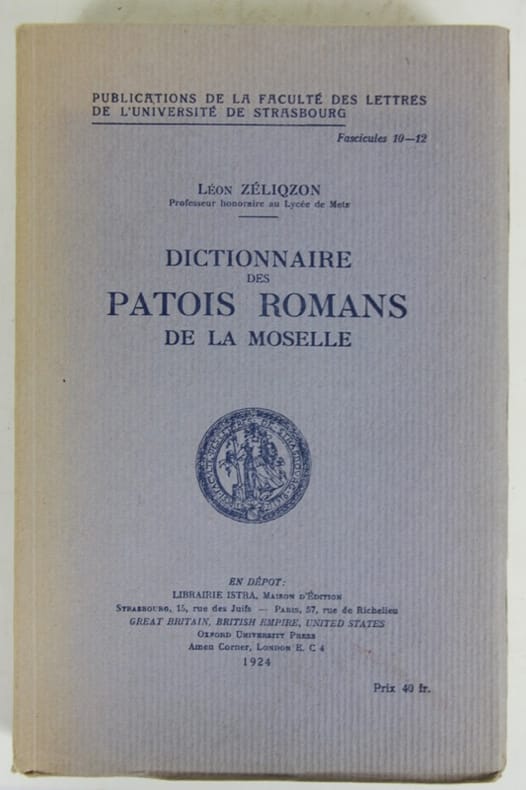 PUBLICATIONS DE LA FACULTÉ DES LETTRES
DE L'UNIVERSITÉ DE STRASBOURG
Fascicules 10—12
LÉON ZÉLIQZON
Professeur honoraire au Lycée de Metz
DICTIONNAIRE
DES
PATOIS ROMANS
DE LA MOSELLE
EN DÉPOT:
LIBRAIRIE ISTRA, MAISON D'ÉDITION
STRASBOURG, 15, rue des Juifs — PARIS, 57, rue de Richelieu
GREAT BRITAIN, BRITISH EMPIRE, UNITED STATES
OXFORD UNIVERSITY PRESS
Amen Corner, LONDON E. C 4
1924
Prix 40 fr.